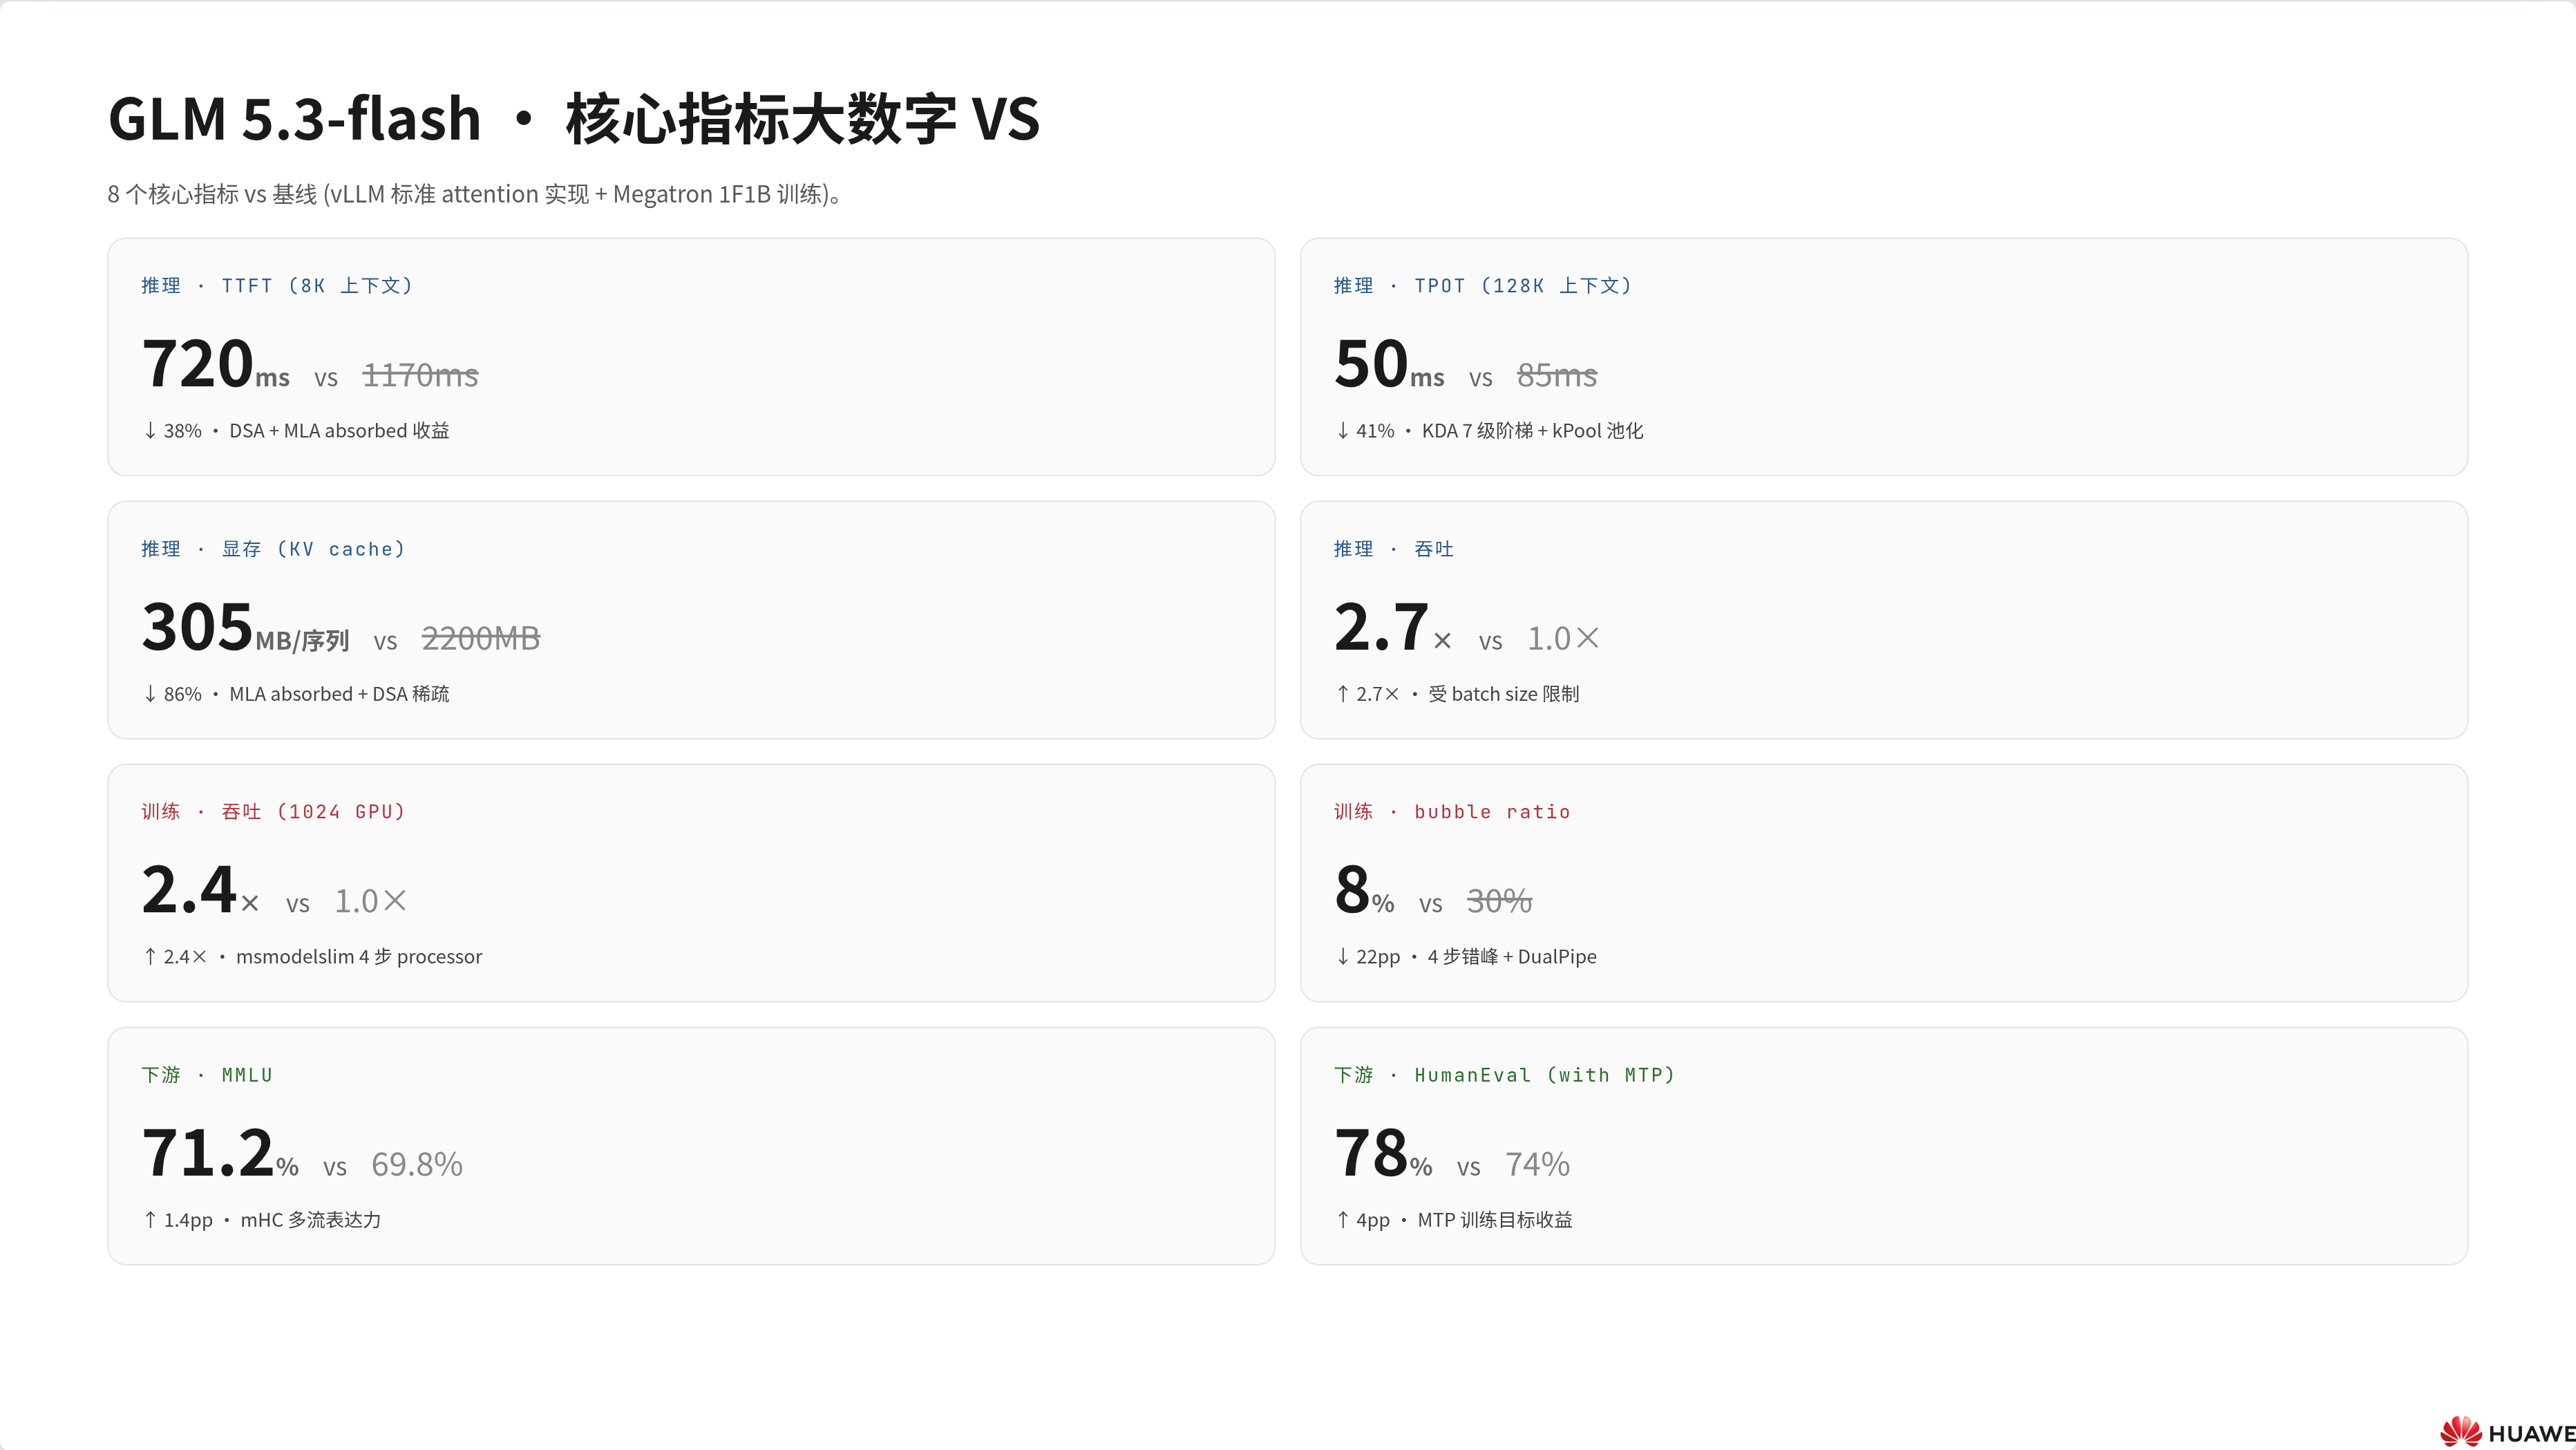 GLM 5.3-flash · 核心指标大数字 VS
8 个核心指标 vs 基线 (vLLM 标准 attention 实现 + Megatron 1F1B 训练)。
推理 · TTFT (8K 上下文)
720ms vs 1170ms
↓ 38% · DSA + MLA absorbed 收益
推理 · TPOT (128K 上下文)
50ms vs 85ms
↓ 41% · KDA 7 级阶梯 + kPool 池化
推理 · 显存 (KV cache)
305MB/序列 vs 2200MB
↓ 86% · MLA absorbed + DSA 稀疏
推理 · 吞吐
2.7× vs 1.0×
↑ 2.7× · 受 batch size 限制
训练 · 吞吐 (1024 GPU)
2.4× vs 1.0×
↑ 2.4× · msmodelslim 4 步 processor
训练 · bubble ratio
8% vs 30%
↓ 22pp · 4 步错峰 + DualPipe
下游 · MMLU
71.2% vs 69.8%
↑ 1.4pp · mHC 多流表达力
下游 · HumanEval (with MTP)
78% vs 74%
↑ 4pp · MTP 训练目标收益
HUAWE